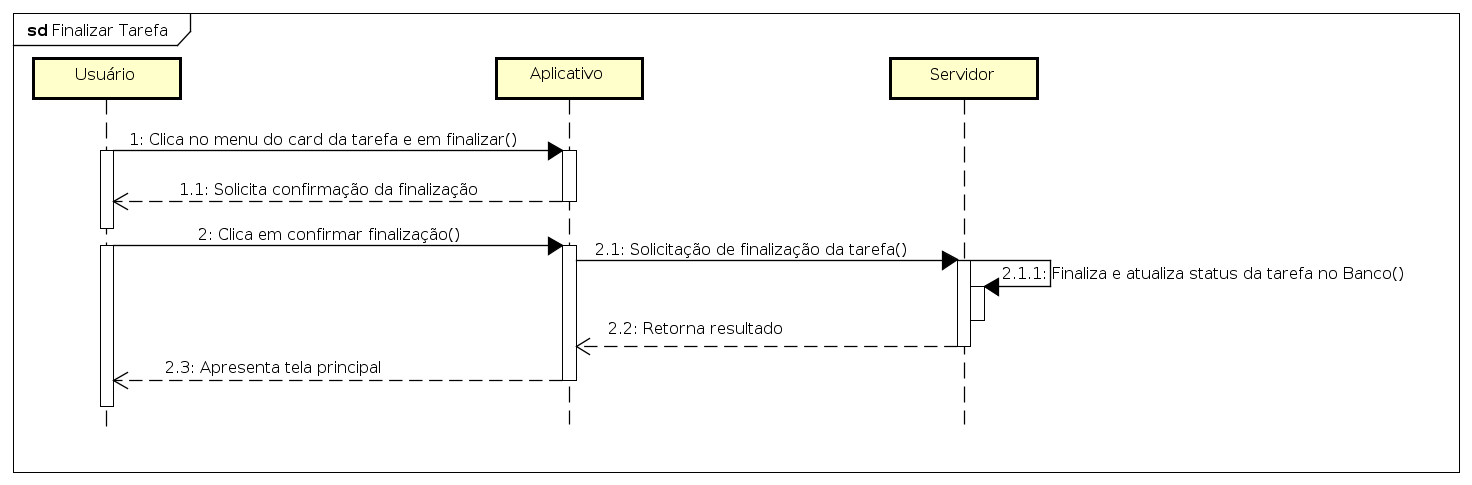 sd Finalizar Tarefa
Usuário
Aplicativo
Servidor
1: Clica no menu do card da tarefa e em finalizar()
1.1: Solicita confirmação da finalização
2: Clica em confirmar finalização()
2.1: Solicitação de finalização da tarefa()
2.1.1: Finaliza e atualiza status da tarefa no Banco()
2.2: Retorna resultado
2.3: Apresenta tela principal